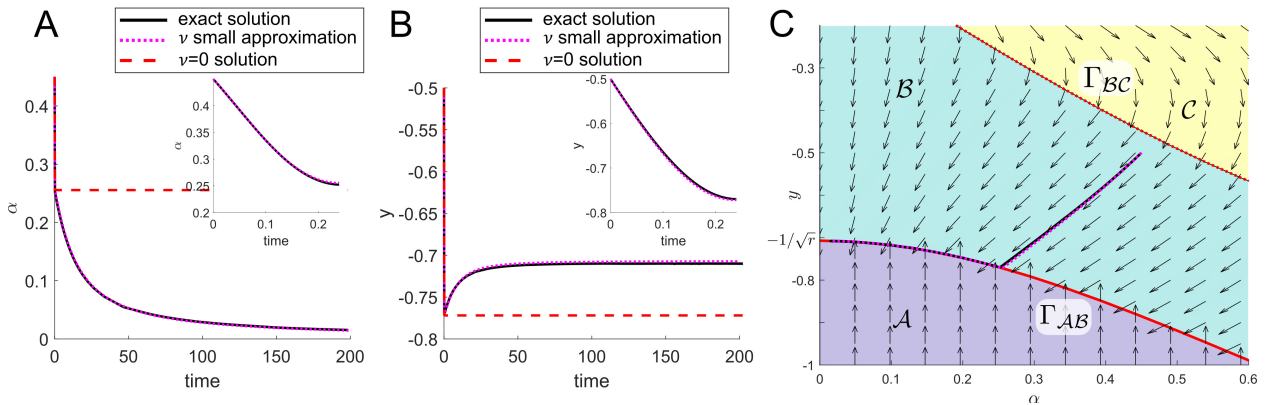 A
exact solution
ν small approximation
ν=0 solution
α
0.4
0.3
0.2
0.1
0
0
50
100
150
200
time
α
0.45
0.4
0.35
0.3
0.25
0.2
0
0.1
0.2
time
B
exact solution
ν small approximation
ν=0 solution
y
-0.5
-0.55
-0.6
-0.65
-0.7
-0.75
-0.8
0
50
100
150
200
time
y
-0.5
-0.6
-0.7
-0.8
0
0.1
0.2
time
C
y
-0.3
-0.5
−1/√r
-0.8
-1
0
0.1
0.2
0.3
0.4
0.5
0.6
α
ℬ
Γℬ𝒞
𝒞
𝒜
Γ𝒜ℬ